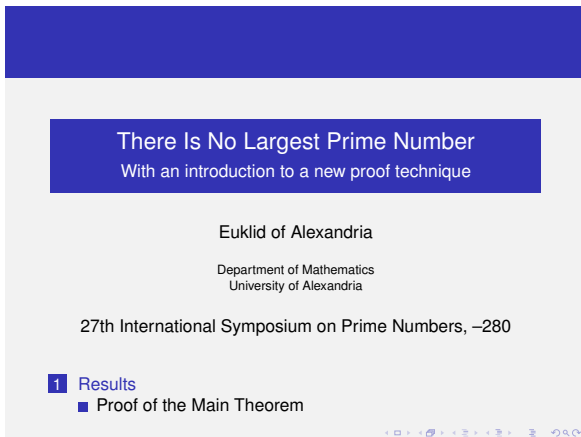 There Is No Largest Prime Number
With an introduction to a new proof technique
Euklid of Alexandria
Department of Mathematics
University of Alexandria
27th International Symposium on Prime Numbers, –280
1 Results
Proof of the Main Theorem